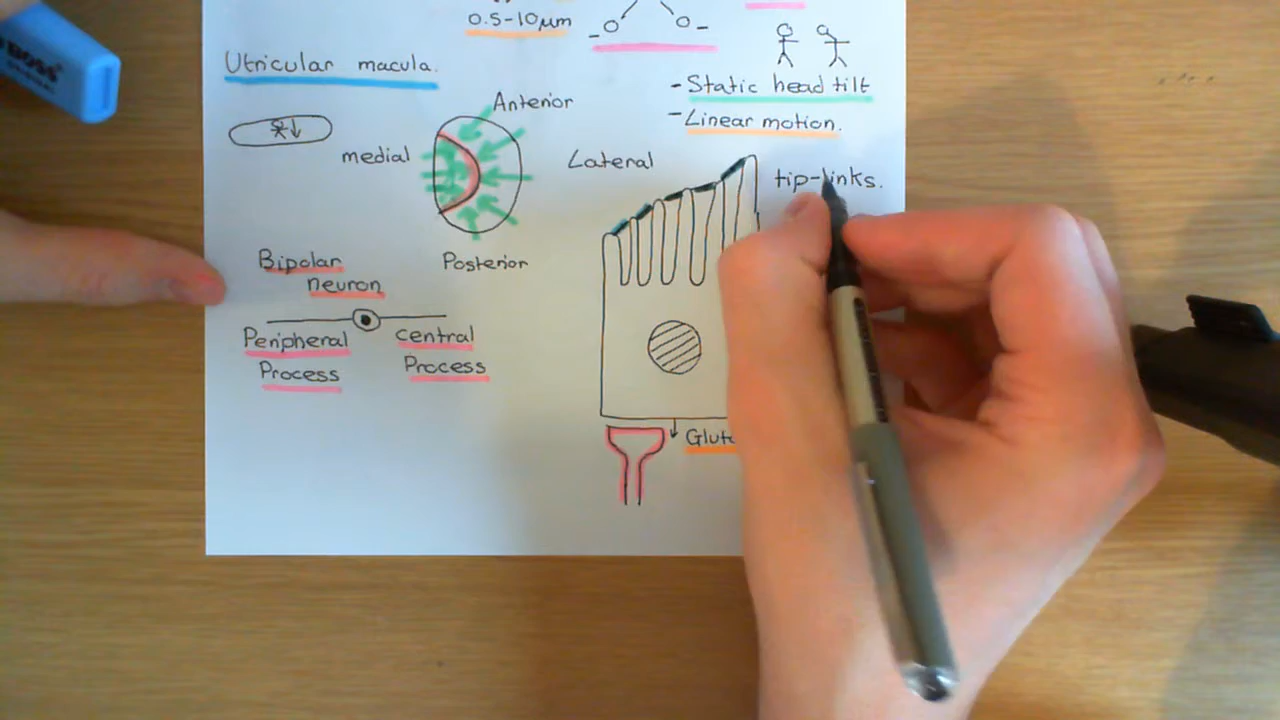 0.5-10μm
Utricular macula.
- Static head tilt
- Linear motion.
Anterior
medial
Lateral
Posterior
tip-links.
Bipolar
neuron
Peripheral
Process
central
Process
BOSS